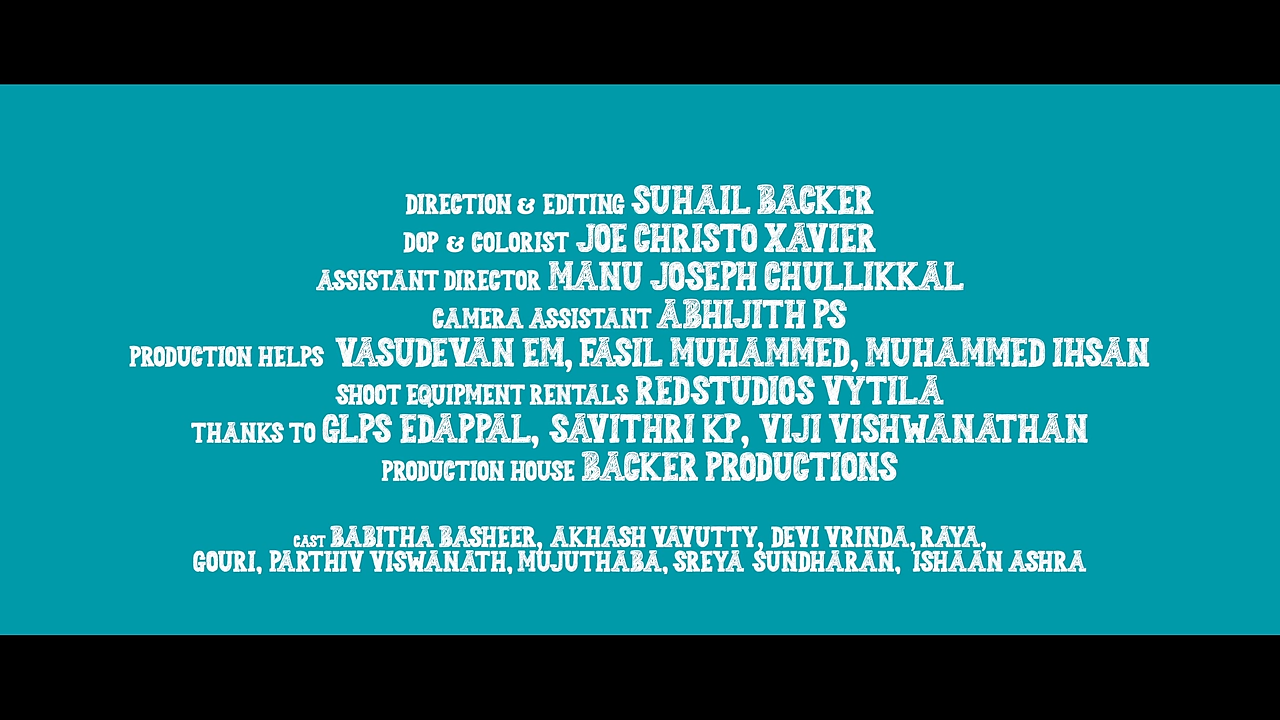 DIRECTION & EDITING SUHAIL BACKER
DOP & COLORIST JOE CHRISTO XAVIER
ASSISTANT DIRECTOR MANU JOSEPH CHULLIKKAL
CAMERA ASSISTANT ABHIJITH PS
PRODUCTION HELPS VASUDEVAN EM, FASIL MUHAMMED, MUHAMMED IHSAN
SHOOT EQUIPMENT RENTALS REDSTUDIOS VYTILA
THANKS TO GLPS EDAPPAL, SAVITHRI KP, VIJI VISHWANATHAN
PRODUCTION HOUSE BACKER PRODUCTIONS
CAST BABITHA BASHEER, AKHASH VAVUTTY, DEVI VRINDA, RAYA,
GOURI, PARTHIV VISWANATH, MUJUTHABA, SREYA SUNDHARAN, ISHAAN ASHRA